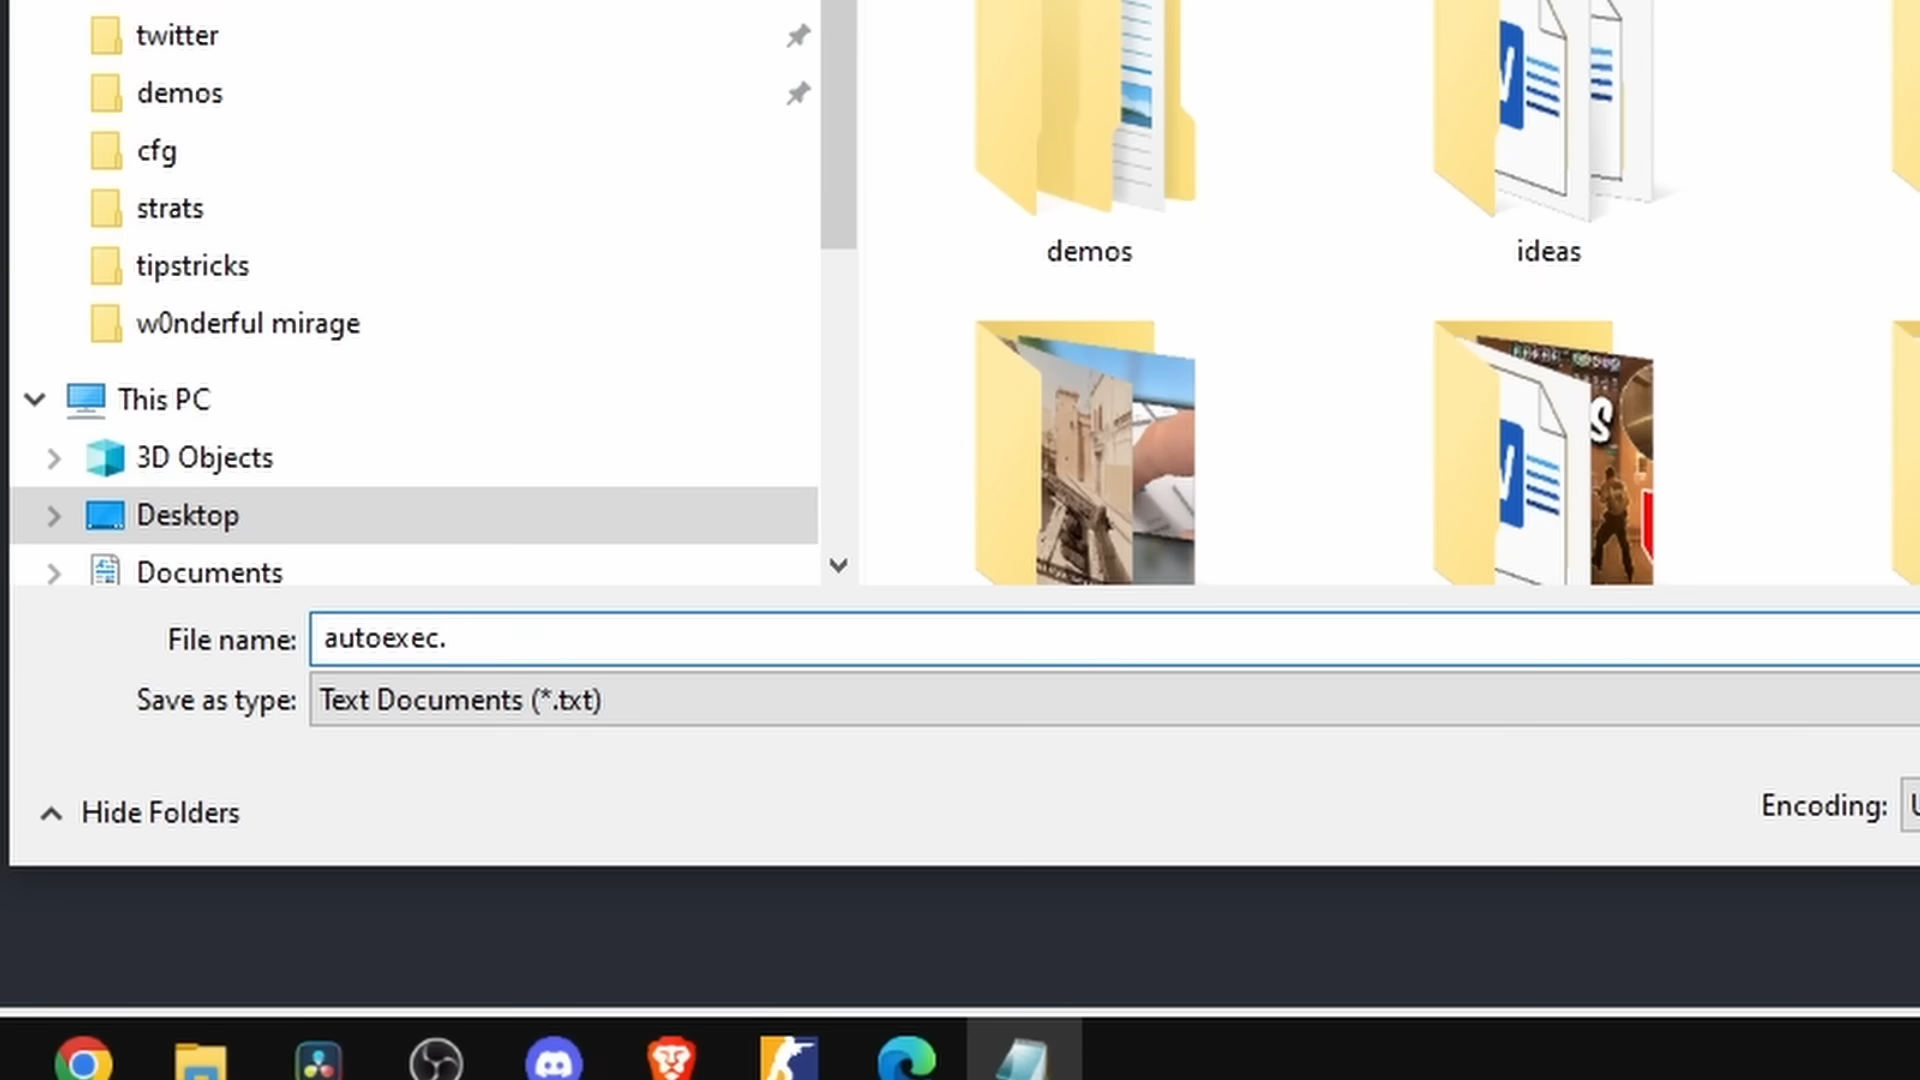 twitter
demos
cfg
strats
tipstricks
w0nderful mirage
This PC
3D Objects
Desktop
Documents
demos
ideas
File name: autoexec.
Save as type: Text Documents (*.txt)
Hide Folders
Encoding: